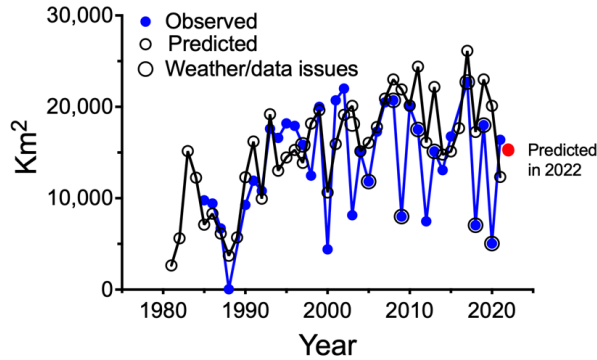 30,000
20,000
10,000
0
Km2
Observed
Predicted
Weather/data issues
Predicted
in 2022
1980 1990 2000 2010 2020
Year